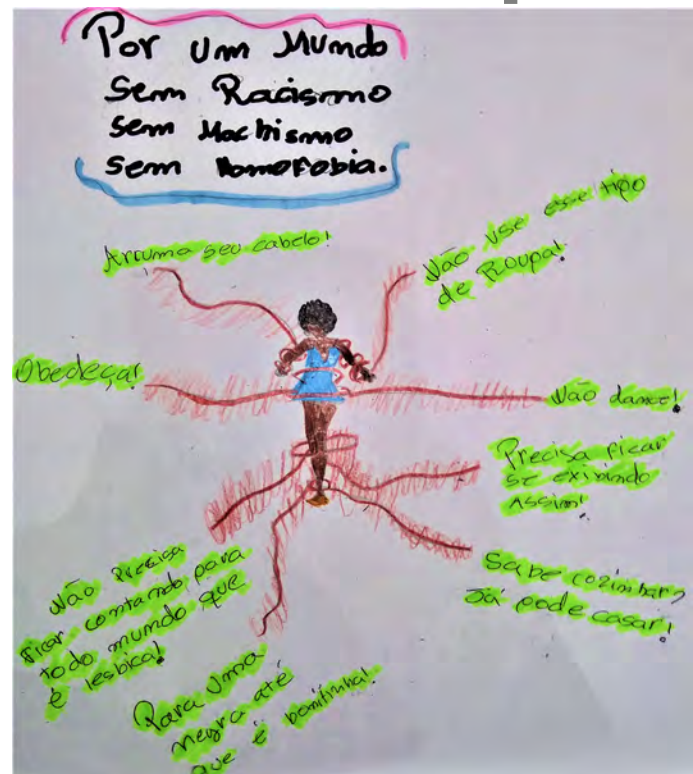 Por um Mundo
Sem Racismo
sem Machismo
sem Homofobia.
Arruma seu cabelo!
Não use esse tipo
de Roupa!
Obedeça!
Não dance!
Precisa ficar
se exibindo
Assim!
Sabe cozinhar?
Já pode casar!
Não Precisa
ficar contando para
todo mundo que
é lesbica!
Para uma
negra até
que é bonitinha!